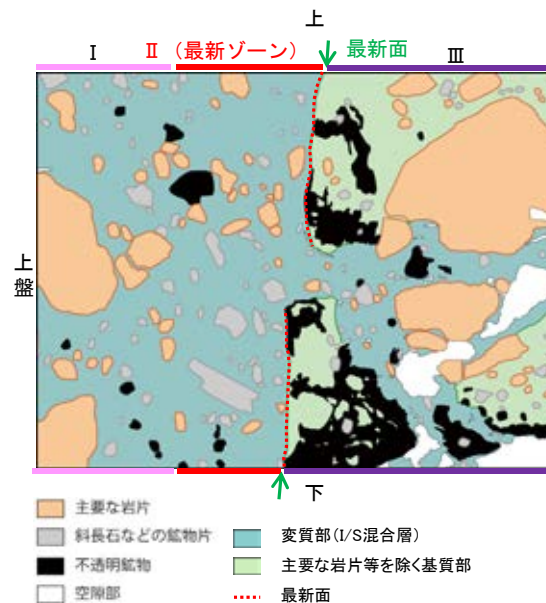 上
Ⅰ Ⅱ (最新ゾーン) 最新面 Ⅲ
上盤
下
主要な岩片
斜長石などの鉱物片
不透明鉱物
空隙部
変質部(I/S混合層)
主要な岩片等を除く基質部
最新面